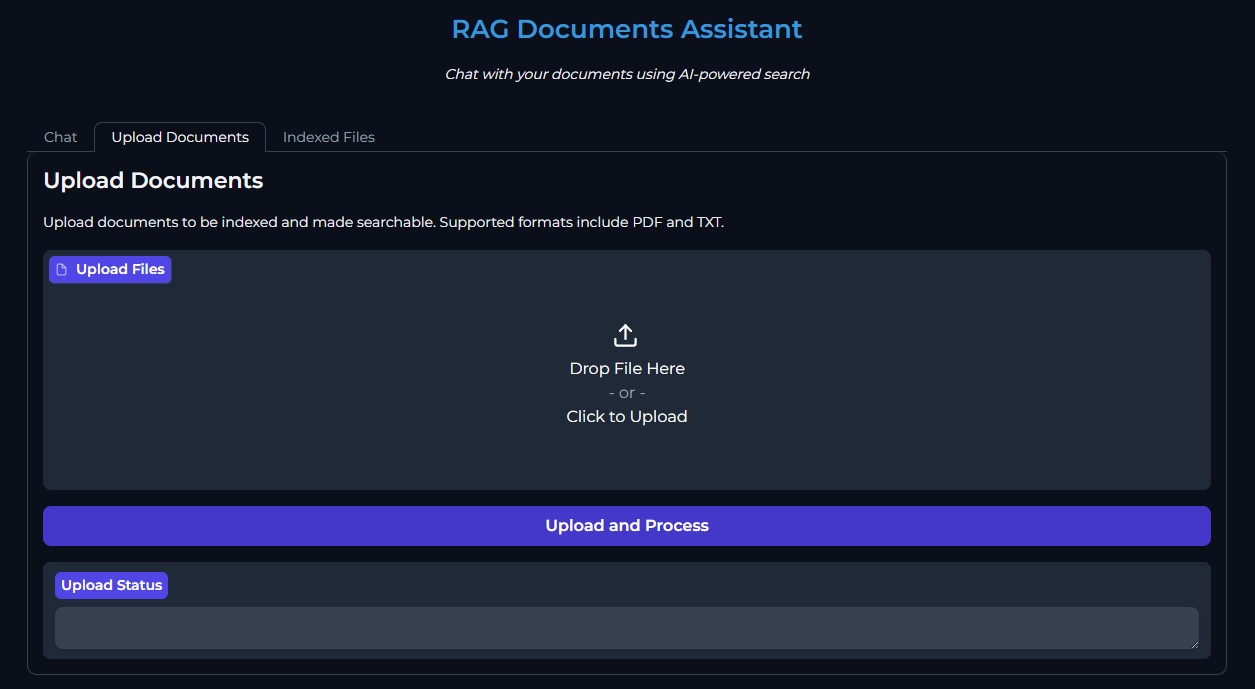 RAG Documents Assistant
Chat with your documents using AI-powered search
Chat
Upload Documents
Indexed Files
Upload Documents
Upload documents to be indexed and made searchable. Supported formats include PDF and TXT.
Upload Files
Drop File Here
- or -
Click to Upload
Upload and Process
Upload Status